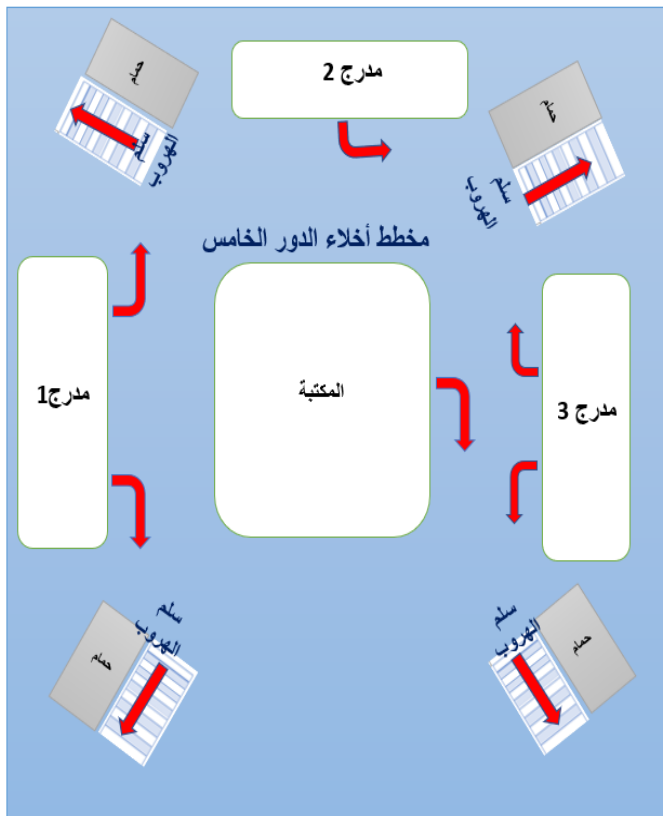 مدرج 2
حمام
حمام
سلم
الهروب
سلم
الهروب
مخطط أخلاء الدور الخامس
المكتبة
مدرج1
مدرج 3
سلم
الهروب
حمام
سلم
الهروب
حمام